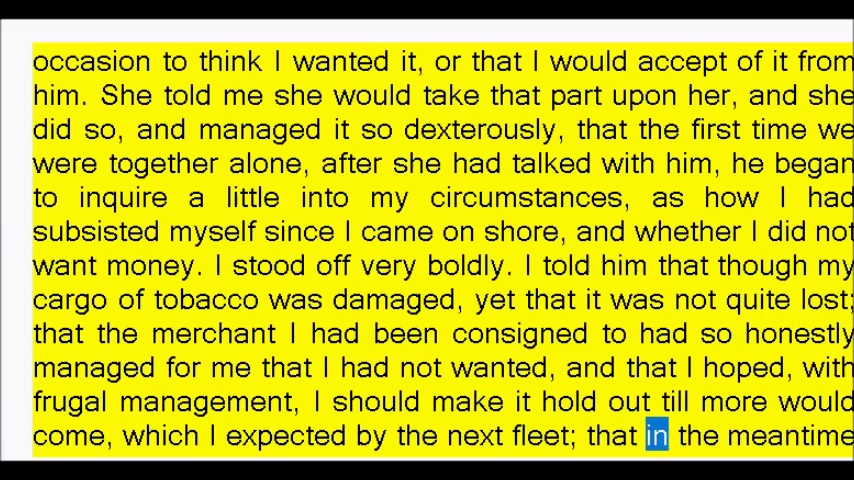 occasion to think I wanted it, or that I would accept of it from
him. She told me she would take that part upon her, and she
did so, and managed it so dexterously, that the first time we
were together alone, after she had talked with him, he began
to inquire a little into my circumstances, as how I had
subsisted myself since I came on shore, and whether I did not
want money. I stood off very boldly. I told him that though my
cargo of tobacco was damaged, yet that it was not quite lost;
that the merchant I had been consigned to had so honestly
managed for me that I had not wanted, and that I hoped, with
frugal management, I should make it hold out till more would
come, which I expected by the next fleet; that in the meantime